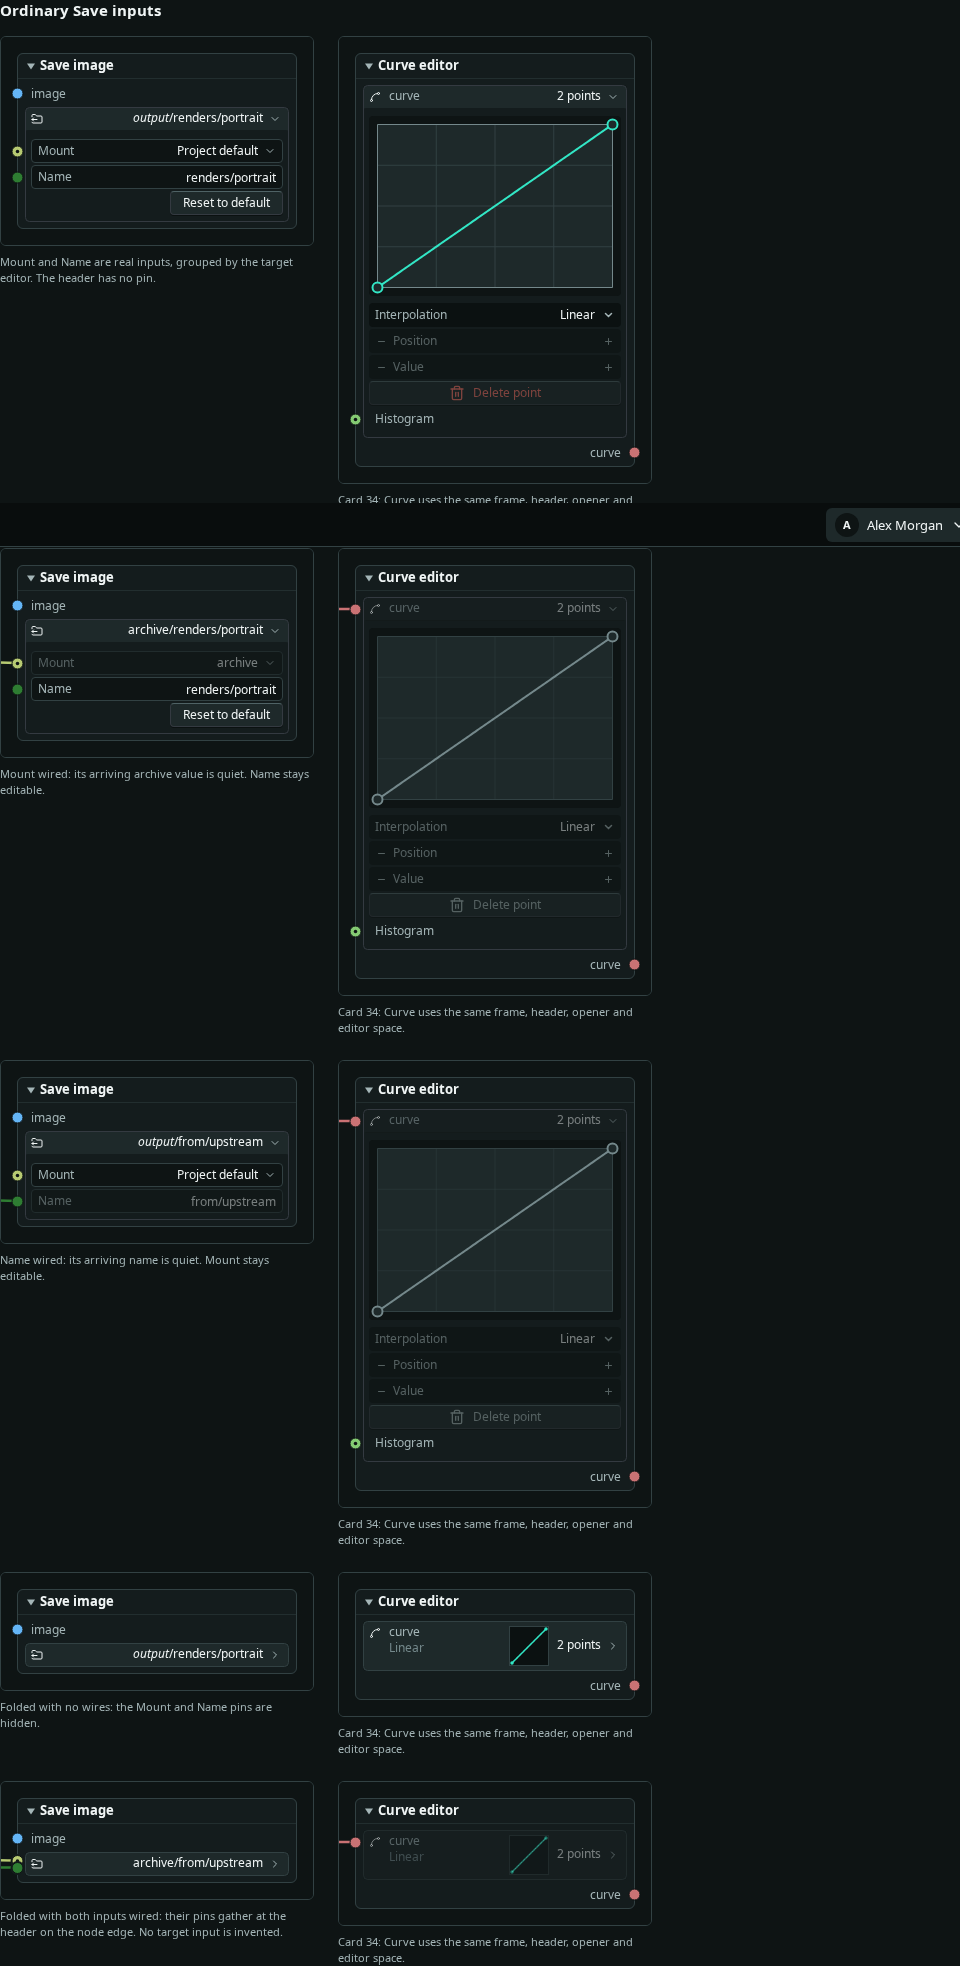 Ordinary Save inputs
Save image
image
output/renders/portrait
Mount Project default
Name renders/portrait
Reset to default
Mount and Name are real inputs, grouped by the target
editor. The header has no pin.
Curve editor
curve 2 points
Interpolation Linear
− Position +
− Value +
Delete point
Histogram
curve
Card 34: Curve uses the same frame, header, opener and
A Alex Morgan
Save image
image
archive/renders/portrait
Mount archive
Name renders/portrait
Reset to default
Mount wired: its arriving archive value is quiet. Name stays
editable.
Curve editor
curve 2 points
Interpolation Linear
− Position +
− Value +
Delete point
Histogram
curve
Card 34: Curve uses the same frame, header, opener and
editor space.
Save image
image
output/from/upstream
Mount Project default
Name from/upstream
Name wired: its arriving name is quiet. Mount stays
editable.
Curve editor
curve 2 points
Interpolation Linear
− Position +
− Value +
Delete point
Histogram
curve
Card 34: Curve uses the same frame, header, opener and
editor space.
Save image
image
output/renders/portrait
Folded with no wires: the Mount and Name pins are
hidden.
Curve editor
curve
Linear
2 points
curve
Card 34: Curve uses the same frame, header, opener and
editor space.
Save image
image
archive/from/upstream
Folded with both inputs wired: their pins gather at the
header on the node edge. No target input is invented.
Curve editor
curve
Linear
2 points
curve
Card 34: Curve uses the same frame, header, opener and
editor space.